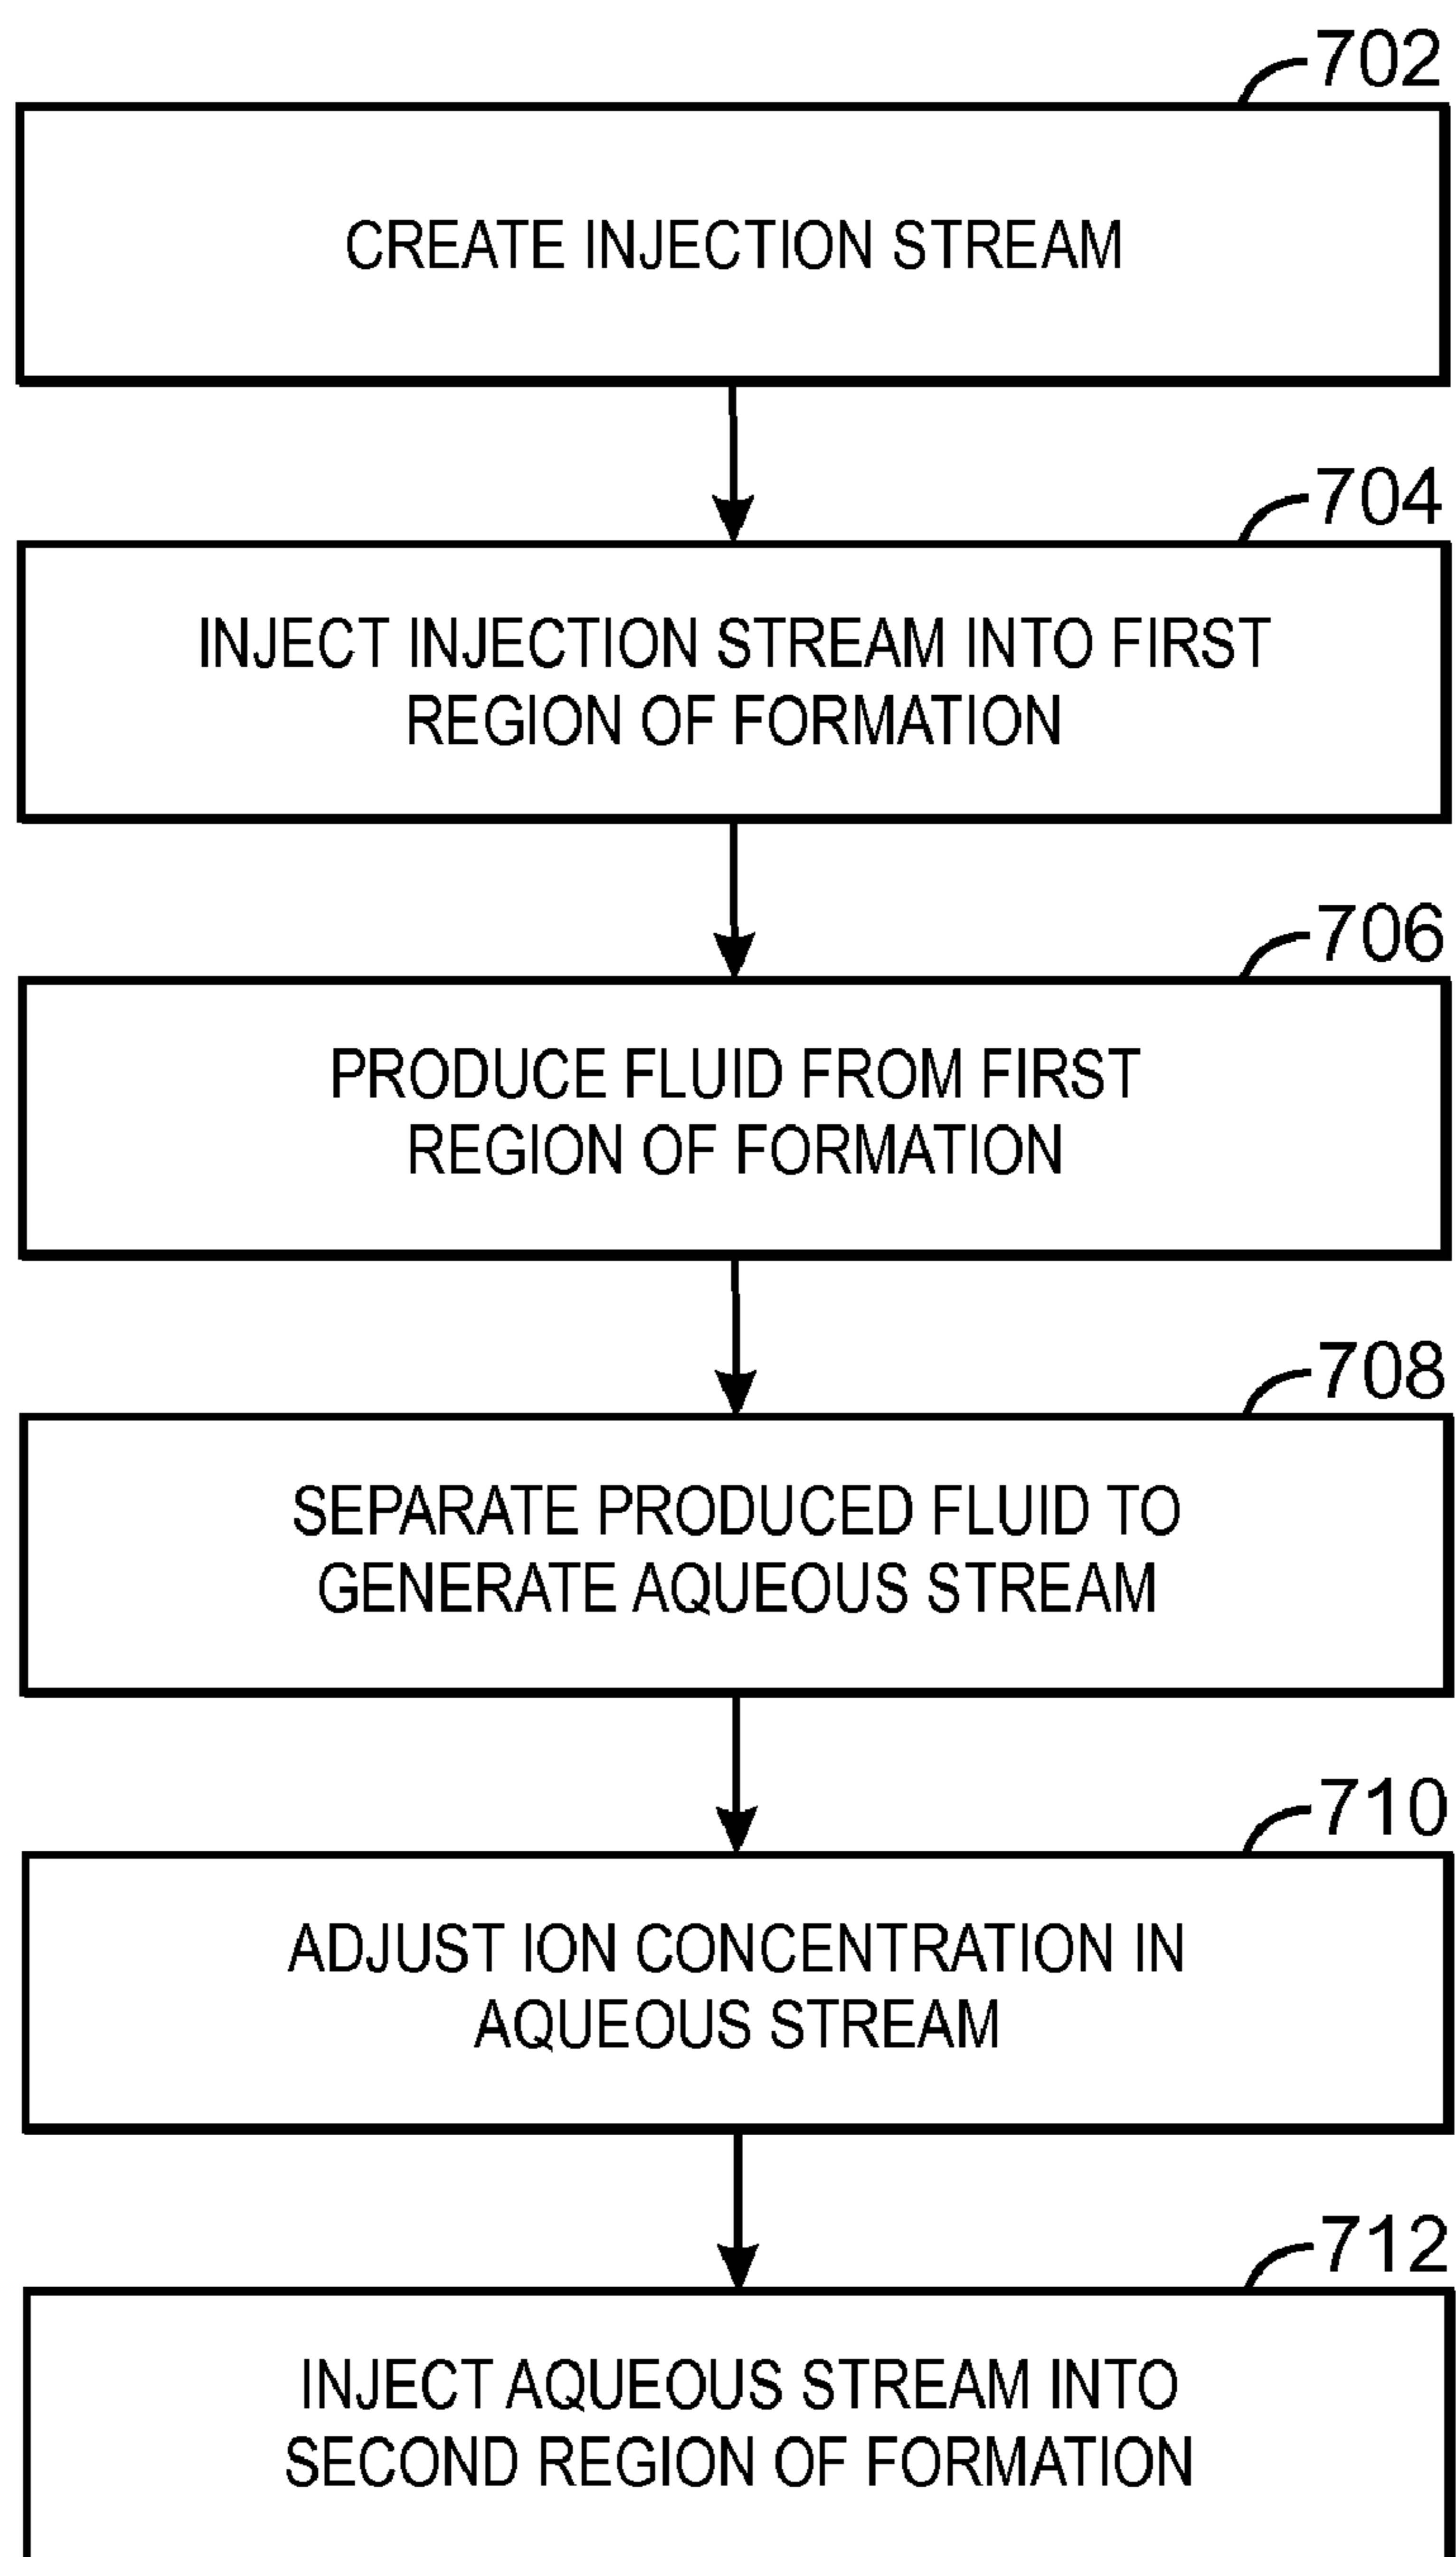 702
CREATE INJECTION STREAM
704
INJECT INJECTION STREAM INTO FIRST
REGION OF FORMATION
706
PRODUCE FLUID FROM FIRST
REGION OF FORMATION
708
SEPARATE PRODUCED FLUID TO
GENERATE AQUEOUS STREAM
710
ADJUST ION CONCENTRATION IN
AQUEOUS STREAM
712
INJECT AQUEOUS STREAM INTO
SECOND REGION OF FORMATION